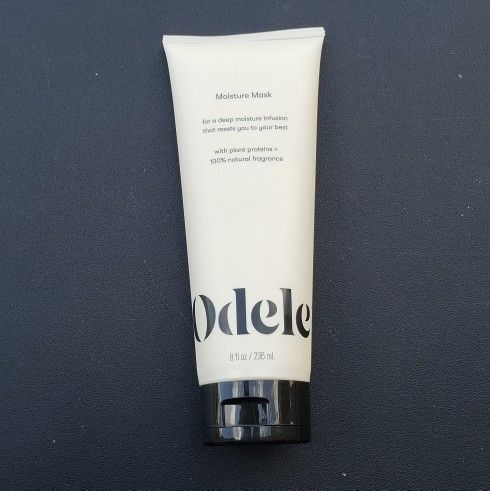 Moisture Mask
for a deep moisture infusion
that resets you to your best
with plant proteins +
100% natural fragrance
Odele
8 fl oz / 236 mL